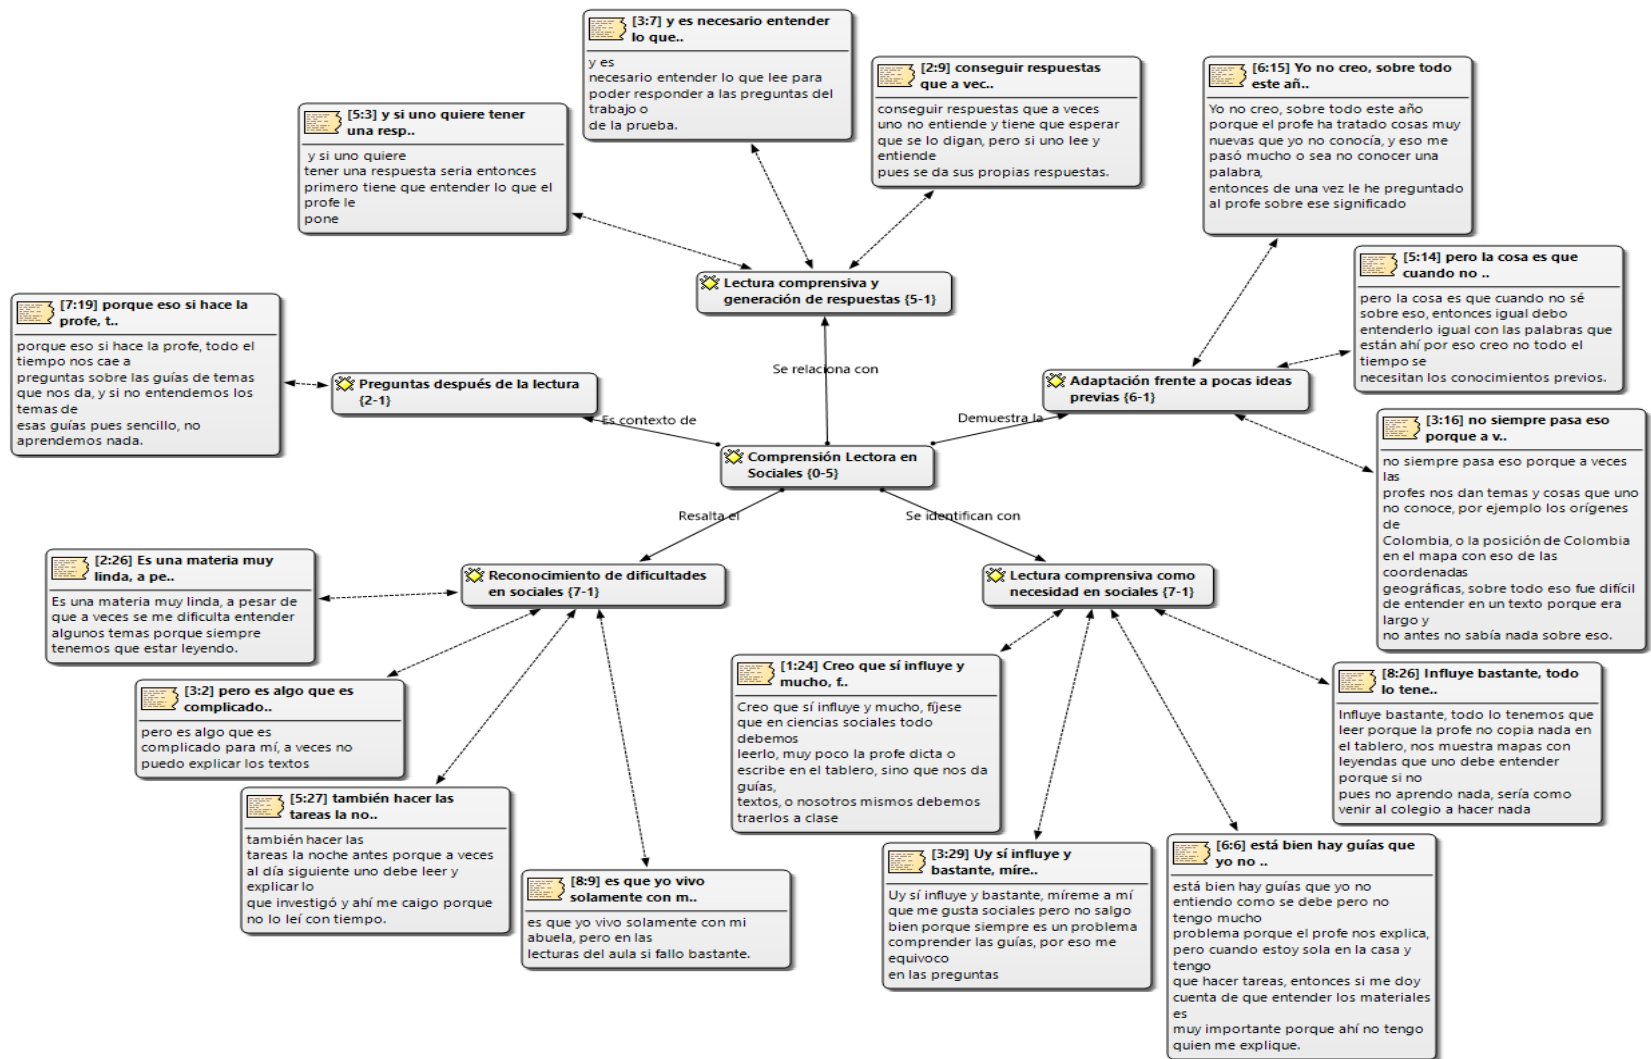 [3:7] y es necesario entender
lo que..
y es
necesario entender lo que lee para
poder responder a las preguntas del
trabajo o
de la prueba.
[2:9] conseguir respuestas
que a vec..
conseguir respuestas que a veces
uno no entiende y tiene que esperar
que se lo digan, pero si uno lee y
entiende
pues se da sus propias respuestas.
[6:15] Yo no creo, sobre todo
este añ..
Yo no creo, sobre todo este año
porque el profe ha tratado cosas muy
nuevas que yo no conocía, y eso me
pasó mucho o sea no conocer una
palabra,
entonces de una vez le he preguntado
al profe sobre ese significado
[5:3] y si uno quiere tener
una resp..
y si uno quiere
tener una respuesta seria entonces
primero tiene que entender lo que el
profe le
pone
[5:14] pero la cosa es que
cuando no ..
pero la cosa es que cuando no sé
sobre eso, entonces igual debo
entenderlo igual con las palabras que
están ahí por eso creo no todo el
tiempo se
necesitan los conocimientos previos.
Lectura comprensiva y
generación de respuestas {5-1}
[7:19] porque eso si hace la
profe, t..
porque eso si hace la profe, todo el
tiempo nos cae a
preguntas sobre las guías de temas
que nos da, y si no entendemos los
temas de
esas guías pues sencillo, no
aprendemos nada.
Se relaciona con
Preguntas después de la lectura
{2-1}
Adaptación frente a pocas ideas
previas {6-1}
Es contexto de
Demuestra la
[3:16] no siempre pasa eso
porque a v..
no siempre pasa eso porque a veces
las
profes nos dan temas y cosas que uno
no conoce, por ejemplo los orígenes
de
Colombia, o la posición de Colombia
en el mapa con eso de las
coordenadas
geográficas, sobre todo eso fue difícil
de entender en un texto porque era
largo y
no antes no sabía nada sobre eso.
Comprensión Lectora en
Sociales {0-5}
Resalta el
Se identifican con
[2:26] Es una materia muy
linda, a pe..
Es una materia muy linda, a pesar de
que a veces se me dificulta entender
algunos temas porque siempre
tenemos que estar leyendo.
Reconocimiento de dificultades
en sociales {7-1}
Lectura comprensiva como
necesidad en sociales {7-1}
[3:2] pero es algo que es
complicado..
pero es algo que es
complicado para mí, a veces no
puedo explicar los textos
[1:24] Creo que sí influye y
mucho, f..
Creo que sí influye y mucho, fíjese
que en ciencias sociales todo
debemos
leerlo, muy poco la profe dicta o
escribe en el tablero, sino que nos da
guías,
textos, o nosotros mismos debemos
traerlos a clase
[8:26] Influye bastante, todo
lo tene..
Influye bastante, todo lo tenemos que
leer porque la profe no copia nada en
el tablero, nos muestra mapas con
leyendas que uno debe entender
porque si no
pues no aprendo nada, sería como
venir al colegio a hacer nada
[5:27] también hacer las
tareas la no..
también hacer las
tareas la noche antes porque a veces
al día siguiente uno debe leer y
explicar lo
que investigó y ahí me caigo porque
no lo leí con tiempo.
[8:9] es que yo vivo
solamente con m..
es que yo vivo solamente con mi
abuela, pero en las
lecturas del aula si fallo bastante.
[3:29] Uy sí influye y
bastante, míre..
Uy sí influye y bastante, míreme a mí
que me gusta sociales pero no salgo
bien porque siempre es un problema
comprender las guías, por eso me
equivoco
en las preguntas
[6:6] está bien hay guías que
yo no ..
está bien hay guías que yo no
entiendo como se debe pero no
tengo mucho
problema porque el profe nos explica,
pero cuando estoy sola en la casa y
tengo
que hacer tareas, entonces si me doy
cuenta de que entender los materiales
es
muy importante porque ahí no tengo
quien me explique.